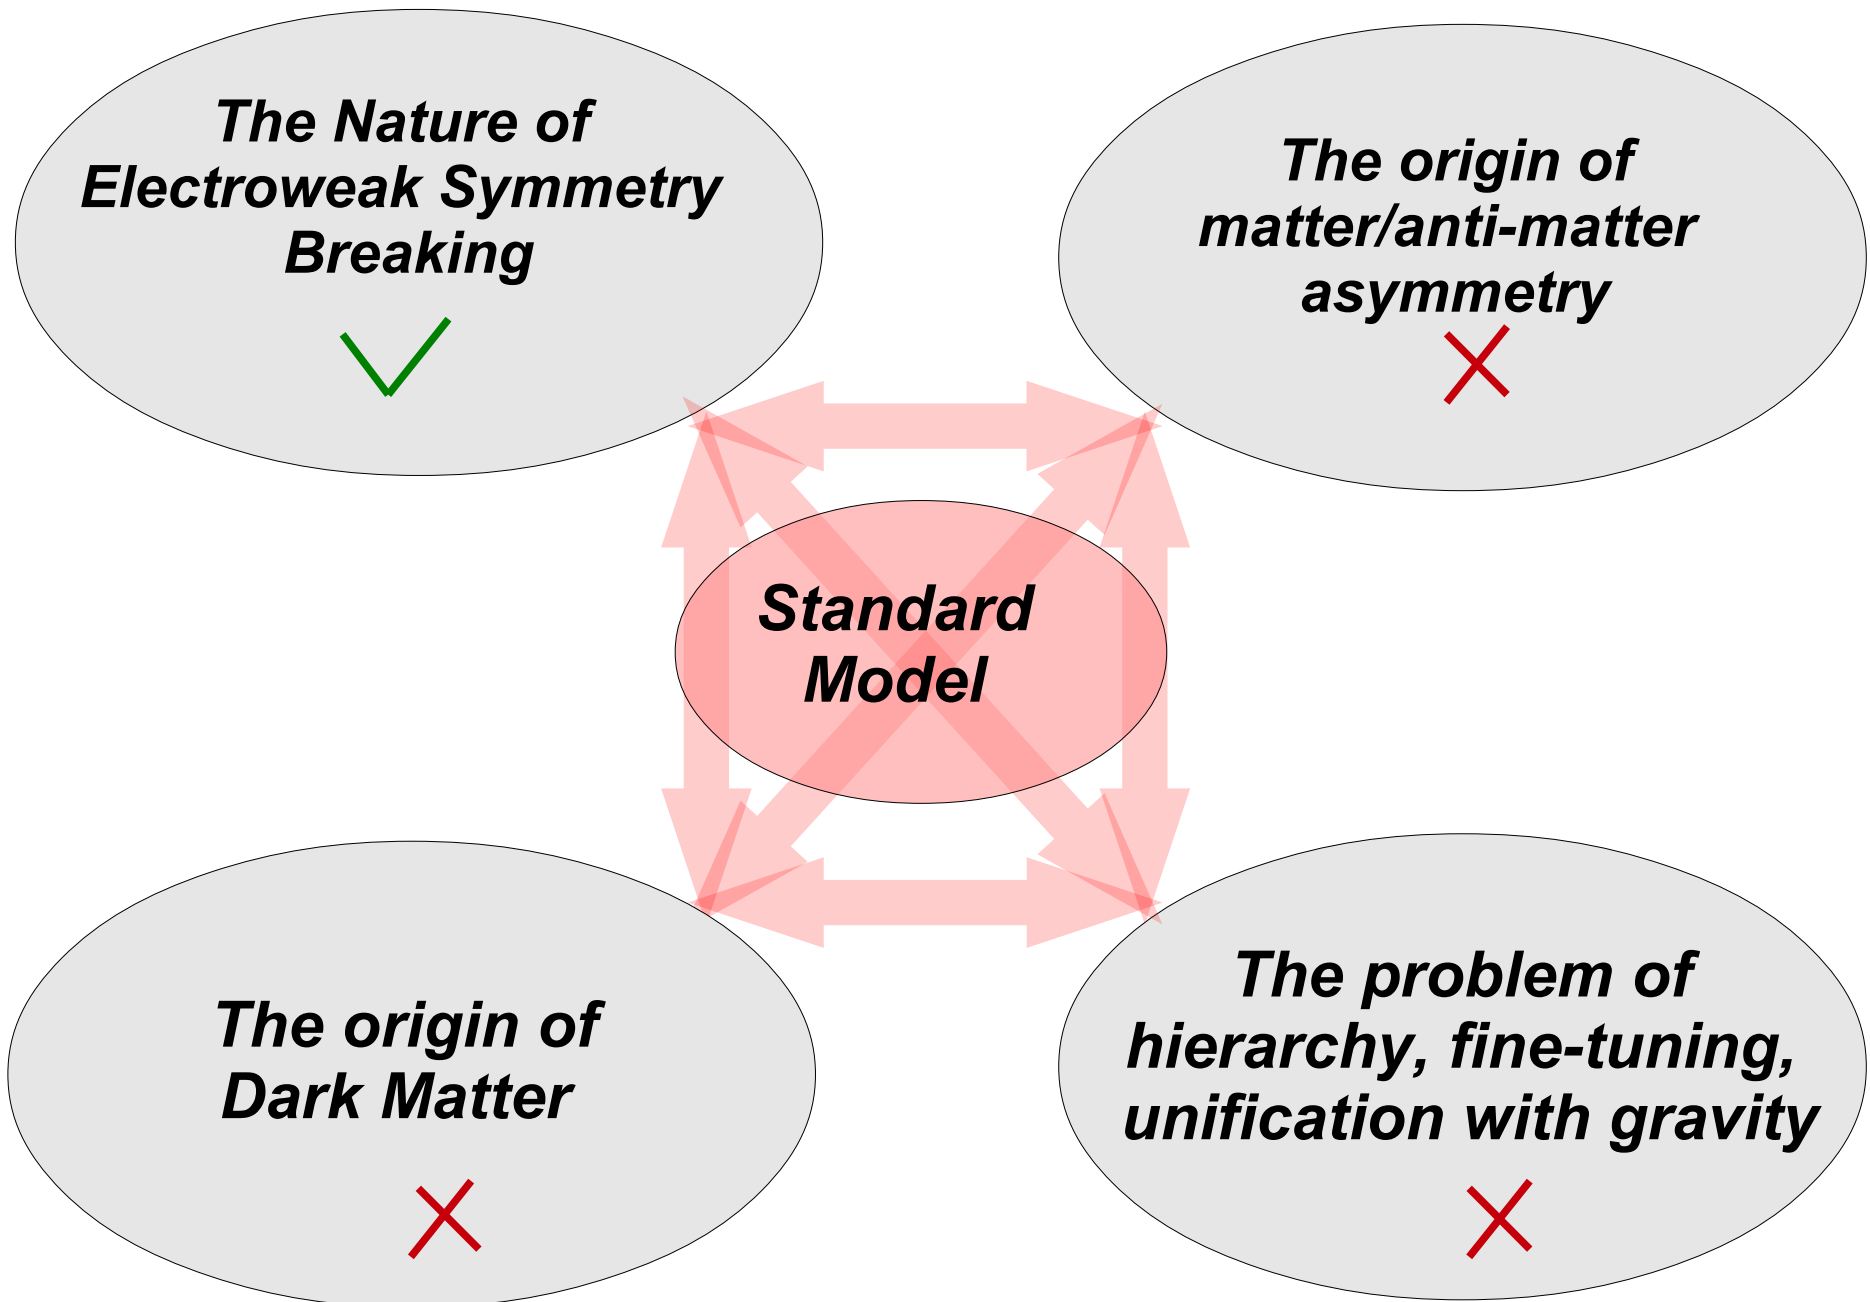 The Nature of
Electroweak Symmetry
Breaking
The origin of
matter/anti-matter
asymmetry
Standard
Model
The origin of
Dark Matter
The problem of
hierarchy, fine-tuning,
unification with gravity